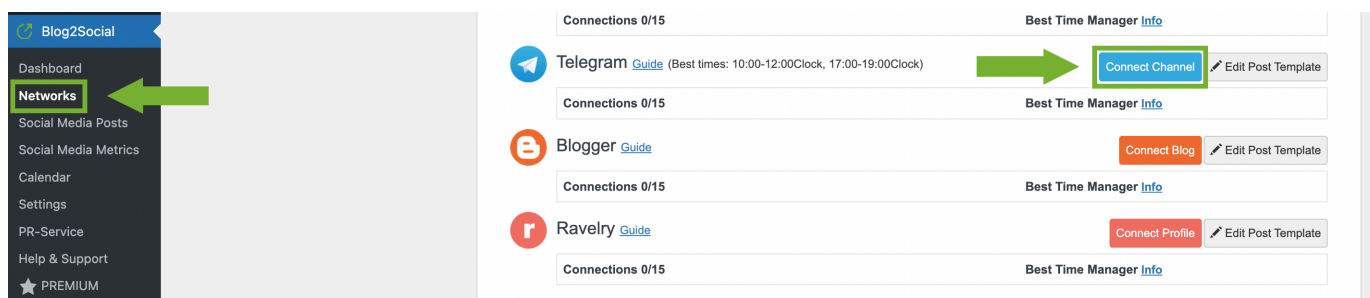 Blog2Social
Dashboard
Networks
Social Media Posts
Social Media Metrics
Calendar
Settings
PR-Service
Help & Support
PREMIUM
Connections 0/15 Best Time Manager Info
Telegram Guide (Best times: 10:00-12:00Clock, 17:00-19:00Clock) Connect Channel Edit Post Template
Connections 0/15 Best Time Manager Info
Blogger Guide Connect Blog Edit Post Template
Connections 0/15 Best Time Manager Info
Ravelry Guide Connect Profile Edit Post Template
Connections 0/15 Best Time Manager Info